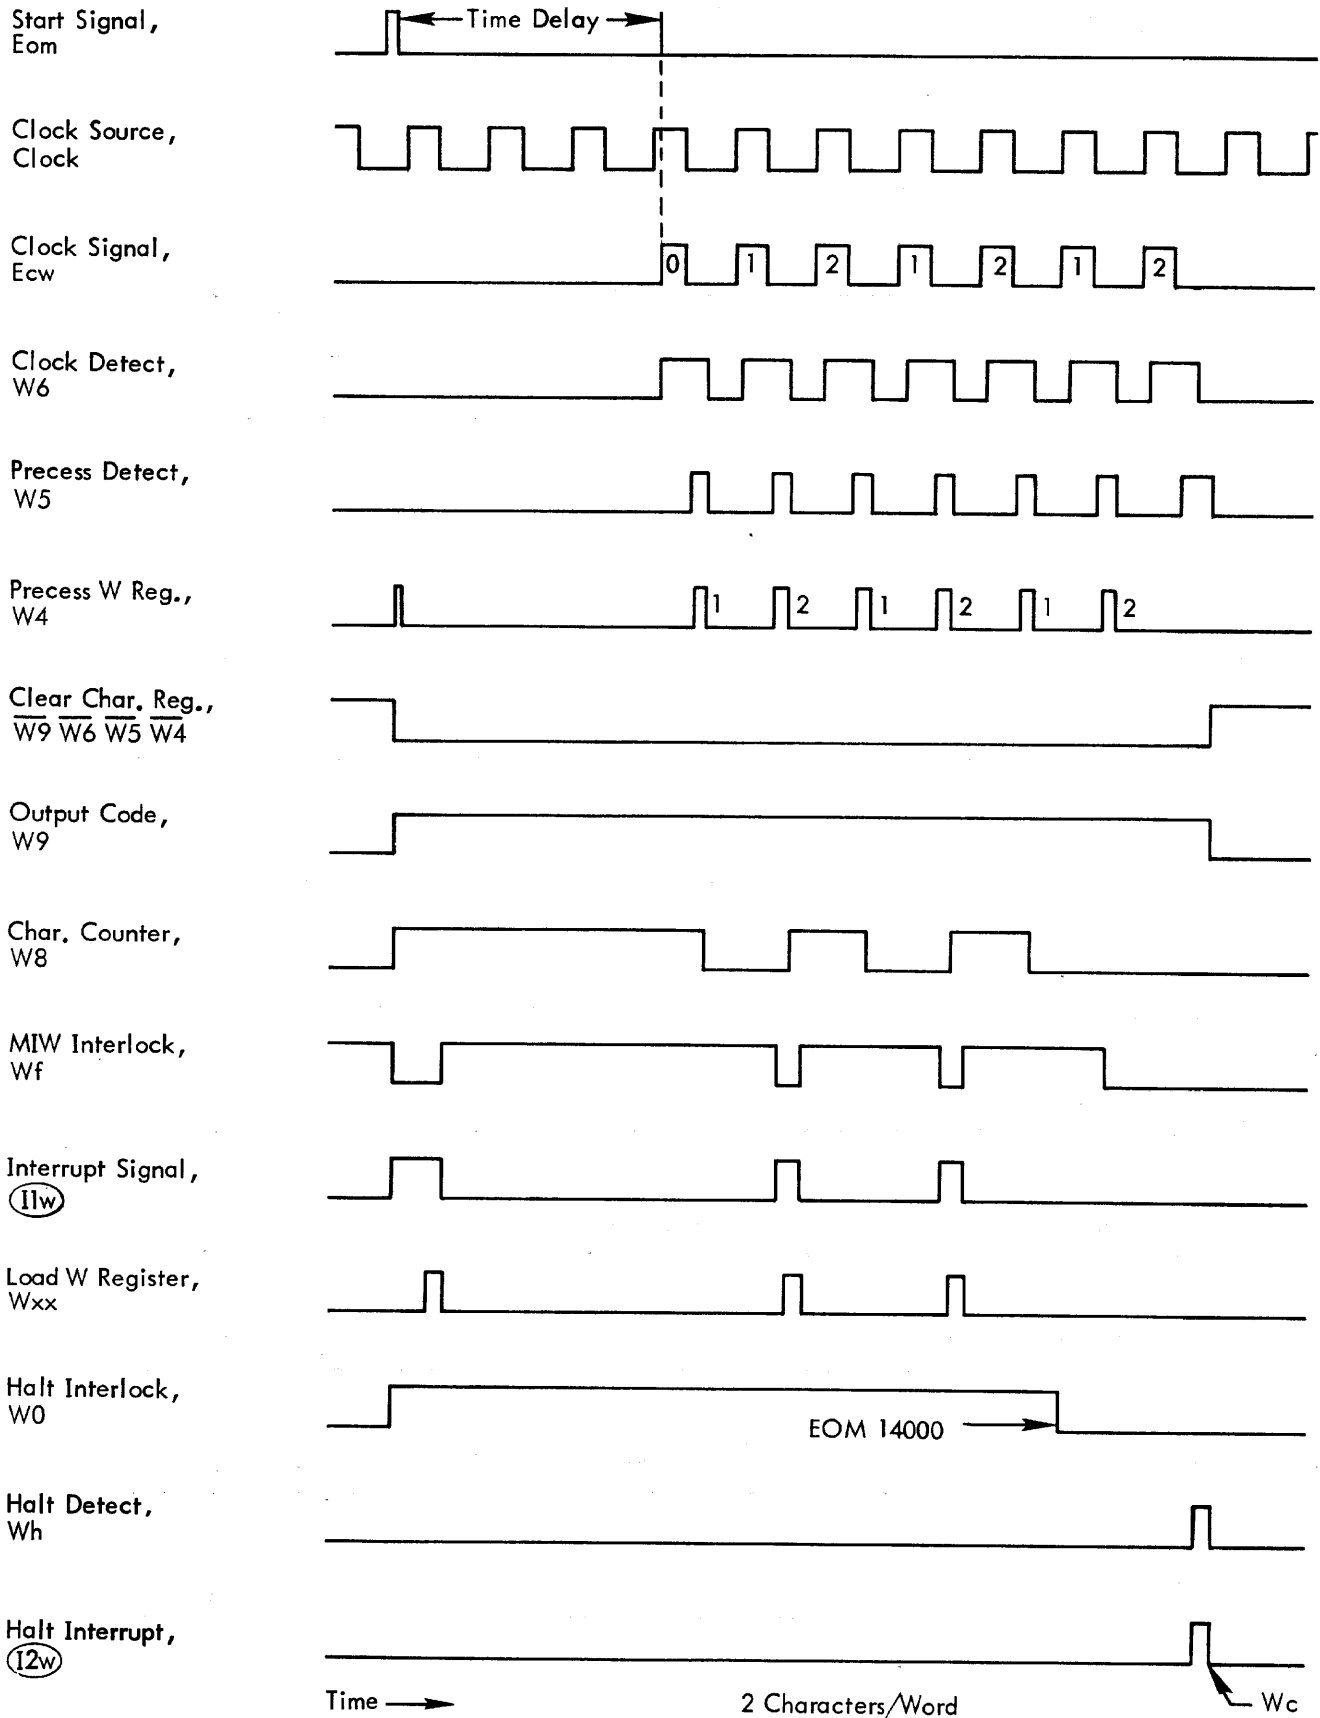 Start Signal,
Eom
Time Delay
Clock Source,
Clock
Clock Signal,
Ecw
0 1 2 1 2 1 2
Clock Detect,
W6
Precess Detect,
W5
Precess W Reg.,
W4
1 2 1 2 1 2
Clear Char. Reg.,
W9 W6 W5 W4
Output Code,
W9
Char. Counter,
W8
MIW Interlock,
Wf
Interrupt Signal,
I1w
Load W Register,
Wxx
Halt Interlock,
W0
EOM 14000
Halt Detect,
Wh
Halt Interrupt,
I2w
Time
2 Characters/Word
Wc